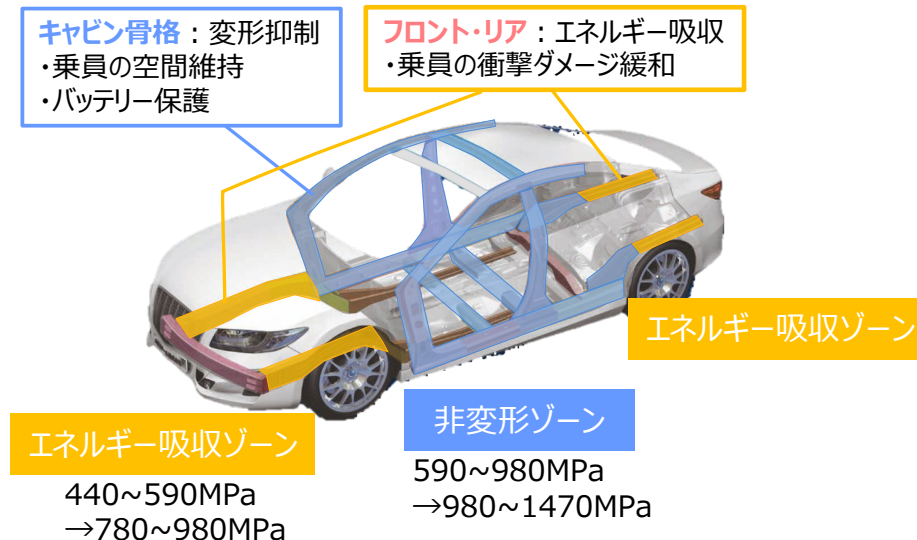 キャビン骨格：変形抑制
・乗員の空間維持
・バッテリー保護
フロント・リア：エネルギー吸収
・乗員の衝撃ダメージ緩和
エネルギー吸収ゾーン
非変形ゾーン
590~980MPa
→980~1470MPa
エネルギー吸収ゾーン
440~590MPa
→780~980MPa